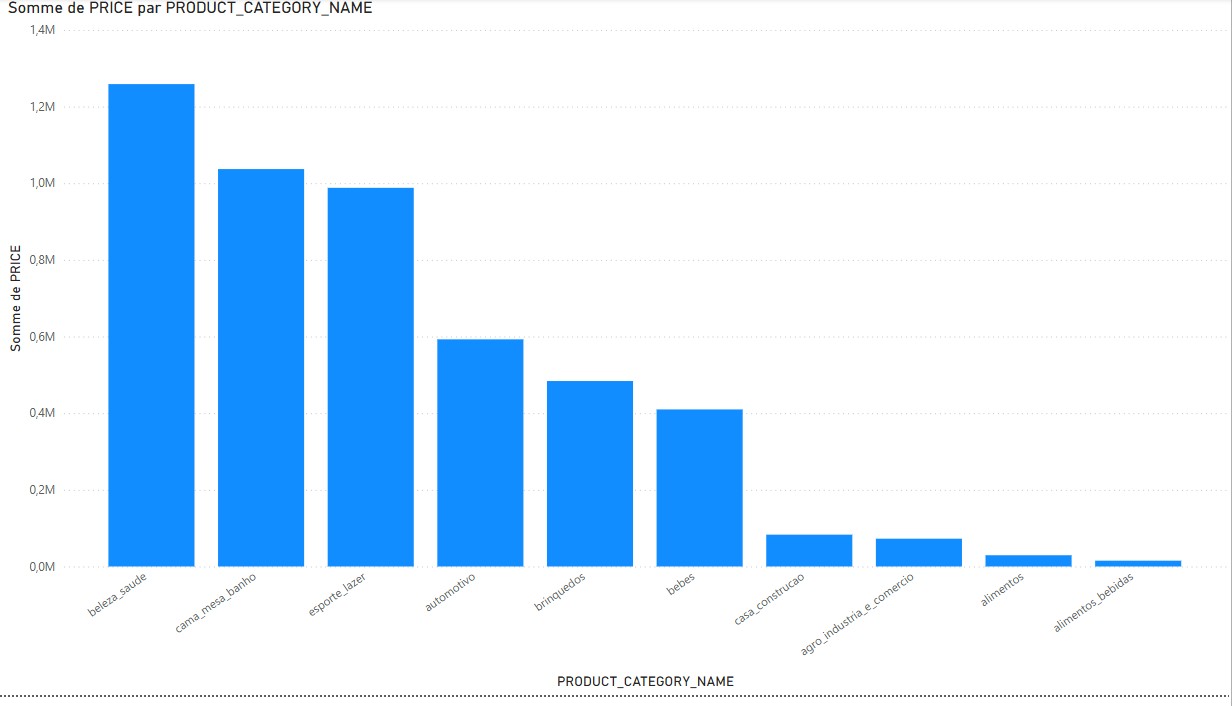 Somme de PRICE par PRODUCT_CATEGORY_NAME
1,4M
1,2M
1,0M
0,8M
0,6M
0,4M
0,2M
0,0M
Somme de PRICE
beleza_saude
cama_mesa_banho
esporte_lazer
automotivo
brinquedos
bebes
casa_construcao
agro_industria_e_comercio
alimentos
alimentos_bebidas
PRODUCT_CATEGORY_NAME